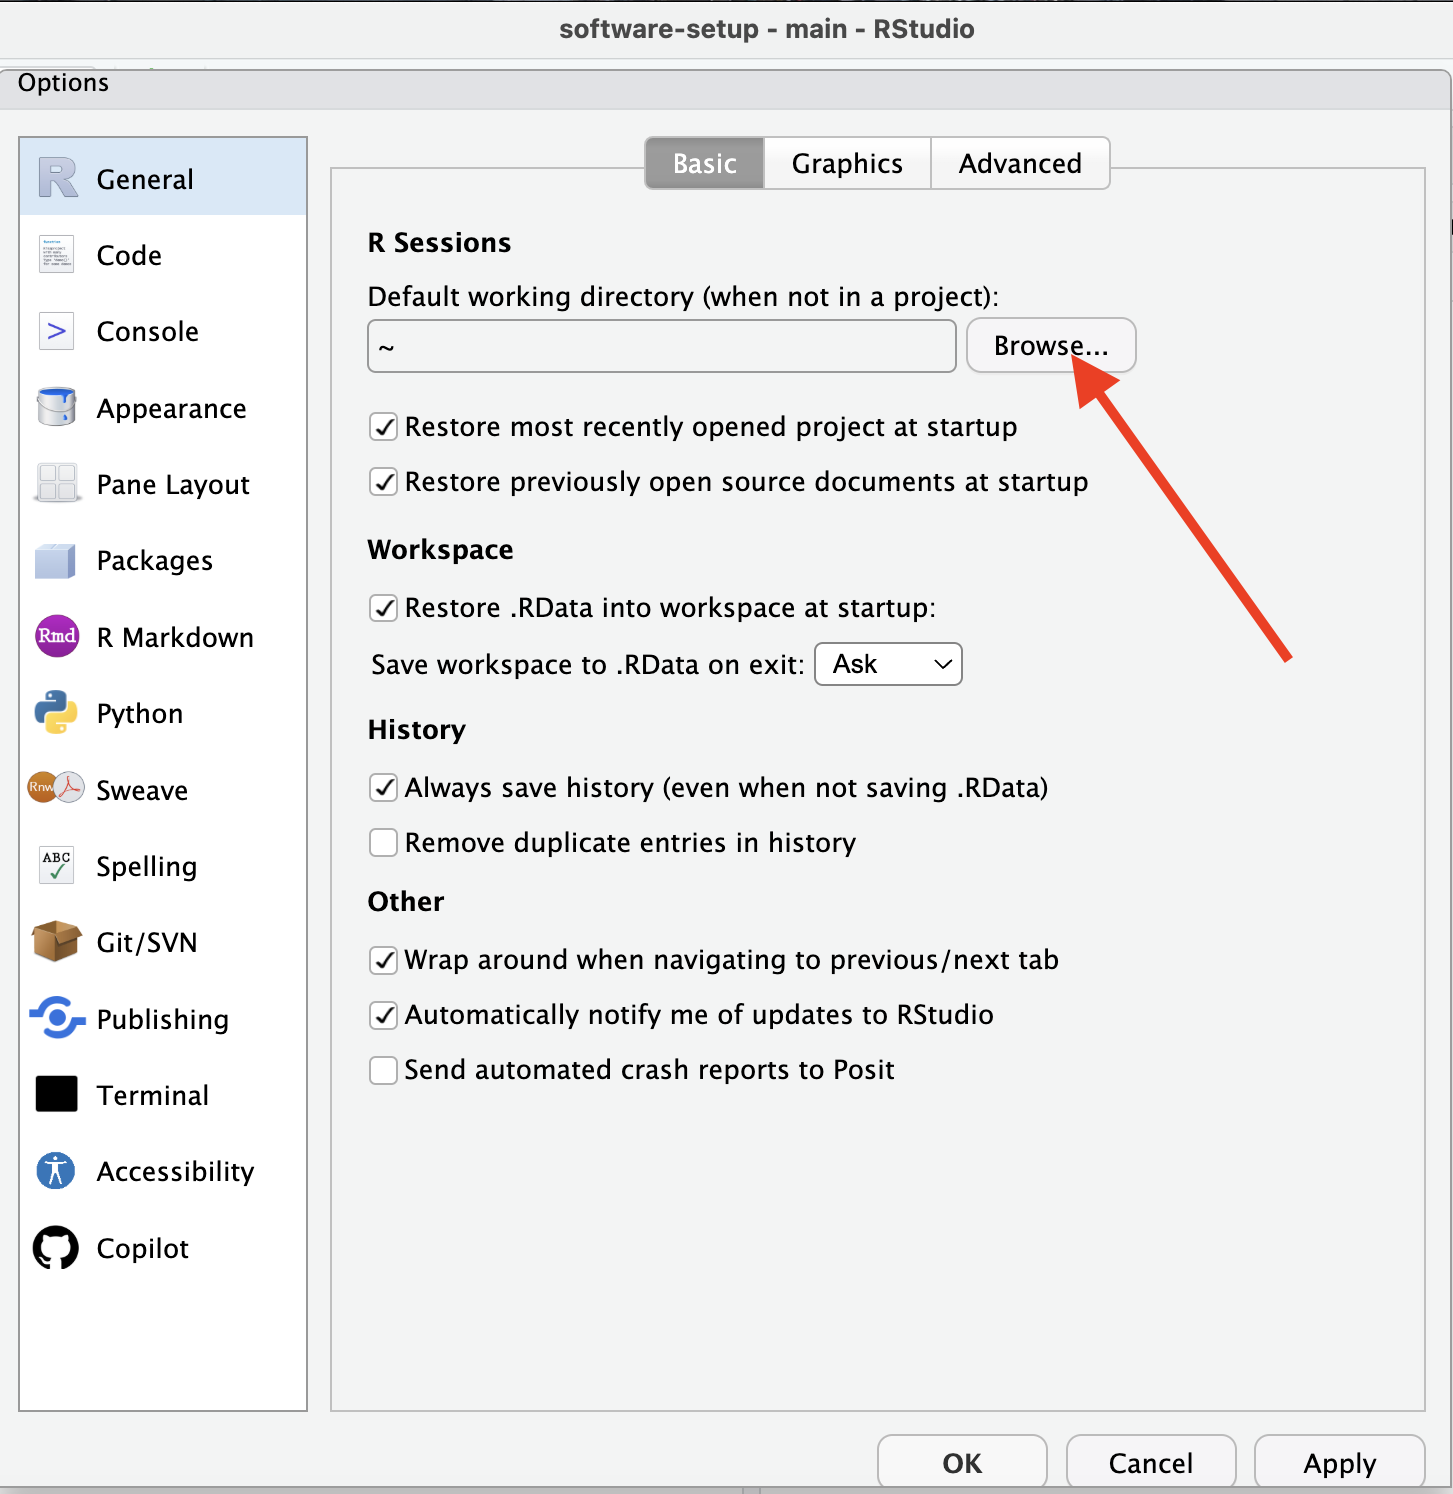 software-setup - main - RStudio
Options
General
Code
Console
Appearance
Pane Layout
Packages
Rmd
R Markdown
Python
Rnw
Sweave
ABC
Spelling
Git/SVN
Publishing
Terminal
Accessibility
Copilot
Basic Graphics Advanced
R Sessions
Default working directory (when not in a project):
~ Browse...
Restore most recently opened project at startup
Restore previously open source documents at startup
Workspace
Restore .RData into workspace at startup:
Save workspace to .RData on exit: Ask
History
Always save history (even when not saving .RData)
Remove duplicate entries in history
Other
Wrap around when navigating to previous/next tab
Automatically notify me of updates to RStudio
Send automated crash reports to Posit
OK Cancel Apply